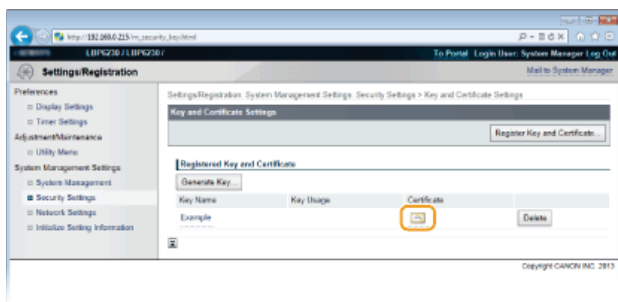 http://192.168.0.215/m_security_key.html
LBP6230 / LBP6230 /
To Portal Login User: System Manager Log Out
Settings/Registration
Mail to System Manager
Preferences
Display Settings
Timer Settings
Adjustment/Maintenance
Utility Menu
System Management Settings
System Management
Security Settings
Network Settings
Initialize Setting Information
Settings/Registration: System Management Settings: Security Settings > Key and Certificate Settings
Key and Certificate Settings
Register Key and Certificate...
Registered Key and Certificate
Generate Key...
Key Name Key Usage Certificate
Example Delete
Copyright CANON INC. 2013